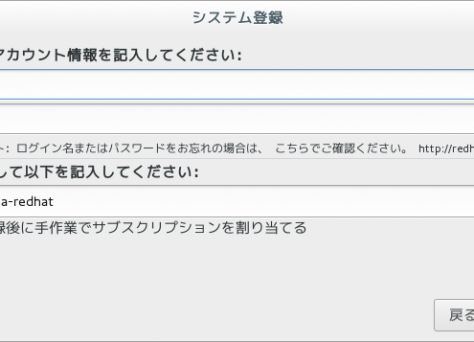 システム登録
アカウント情報を記入してください:
ト: ログイン名またはパスワードをお忘れの場合は、 こちらでご確認ください。 http://redh
して以下を記入してください:
a-redhat
録後に手作業でサブスクリプションを割り当てる
戻る